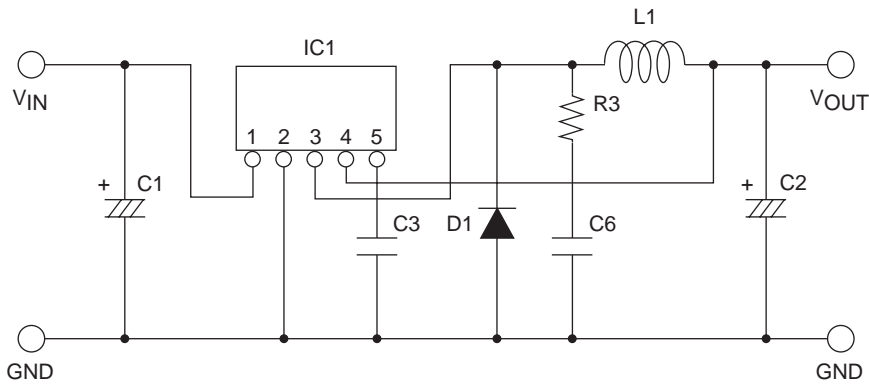 L1
IC1
VIN
VOUT
R3
1 2 3 4 5
+ C1
C3
D1
C6
+ C2
GND
GND